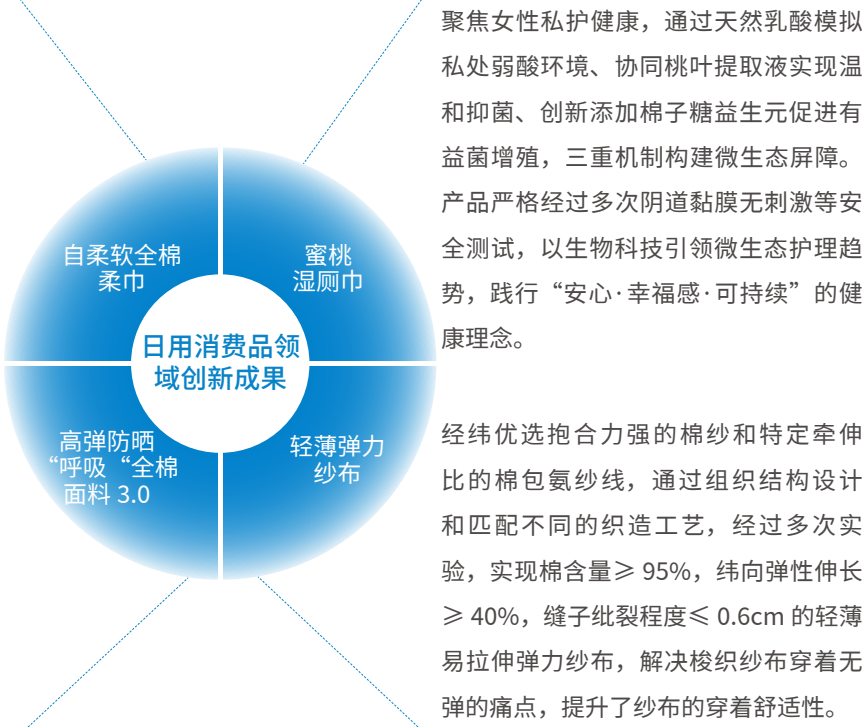 自柔软全棉
柔巾
蜜桃
湿厕巾
日用消费品领
域创新成果
高弹防晒
“呼吸“全棉
面料 3.0
轻薄弹力
纱布
聚焦女性私护健康，通过天然乳酸模拟
私处弱酸环境、协同桃叶提取液实现温
和抑菌、创新添加棉子糖益生元促进有
益菌增殖，三重机制构建微生态屏障。
产品严格经过多次阴道黏膜无刺激等安
全测试，以生物科技引领微生态护理趋
势，践行“安心·幸福感·可持续”的健
康理念。
经纬优选抱合力强的棉纱和特定牵伸
比的棉包氨纱线，通过组织结构设计
和匹配不同的织造工艺，经过多次实
验，实现棉含量≥ 95%，纬向弹性伸长
≥ 40%，缝子纰裂程度≤ 0.6cm 的轻薄
易拉伸弹力纱布，解决梭织纱布穿着无
弹的痛点，提升了纱布的穿着舒适性。